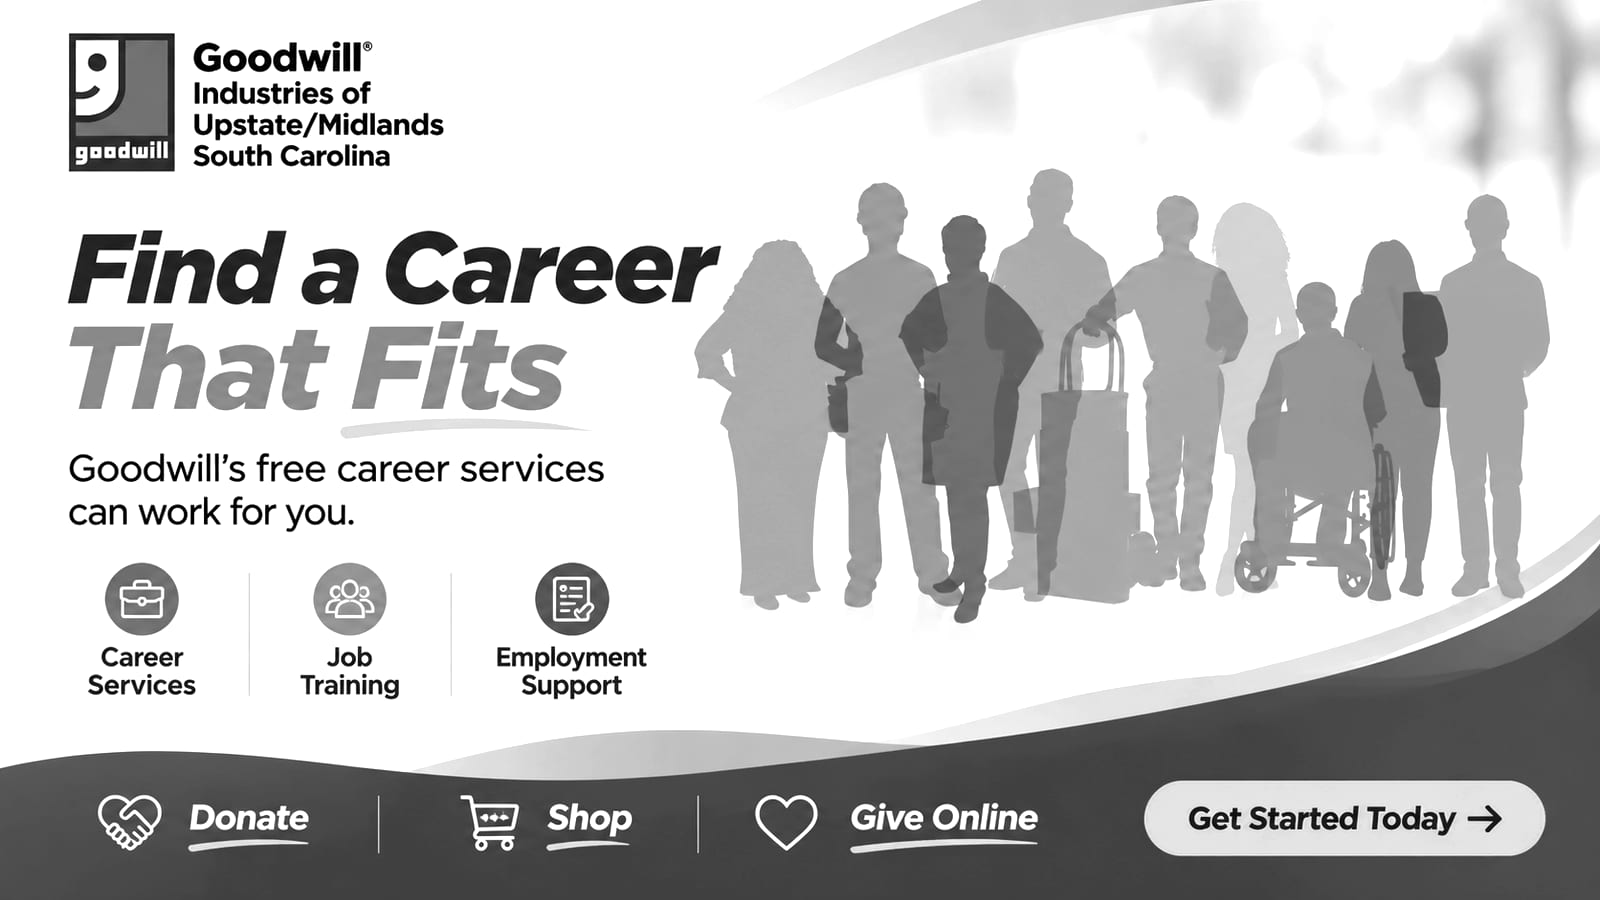 goodwill
Goodwill®
Industries of
Upstate/Midlands
South Carolina
Find a Career
That Fits
Goodwill's free career services
can work for you.
Career
Services
Job
Training
Employment
Support
Donate
Shop
Give Online
Get Started Today →